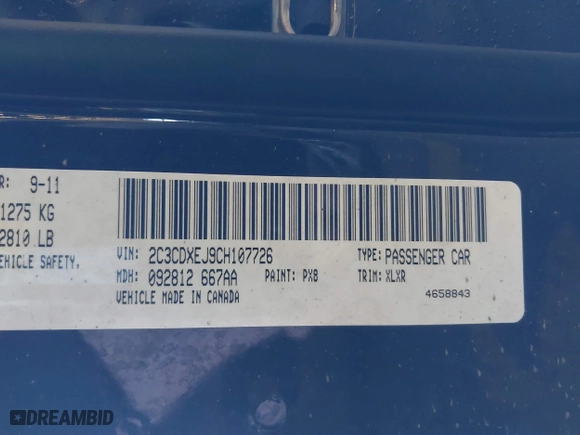 R: 9-11
1275 KG
2810 LB
VEHICLE SAFETY,
VIN: 2C3CDXEJ9CH107726
TYPE: PASSENGER CAR
MDH: 092812 667AA
PAINT: PX8
TRIM: XLXR
VEHICLE MADE IN CANADA
4658843
DREAMBID